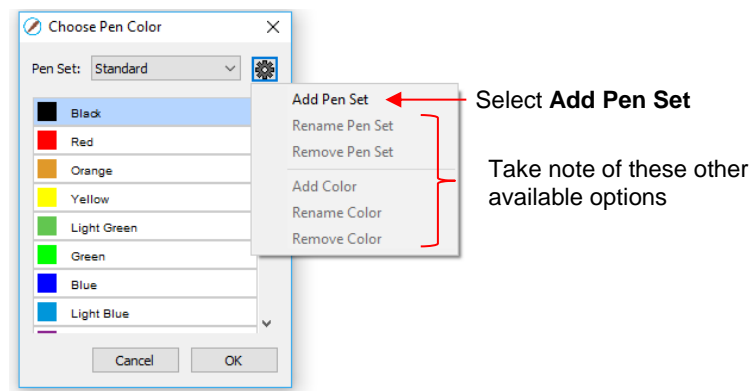 Choose Pen Color
Pen Set: Standard
Black
Red
Orange
Yellow
Light Green
Green
Blue
Light Blue
Cancel OK
Add Pen Set
Rename Pen Set
Remove Pen Set
Add Color
Rename Color
Remove Color
Select Add Pen Set
Take note of these other
available options